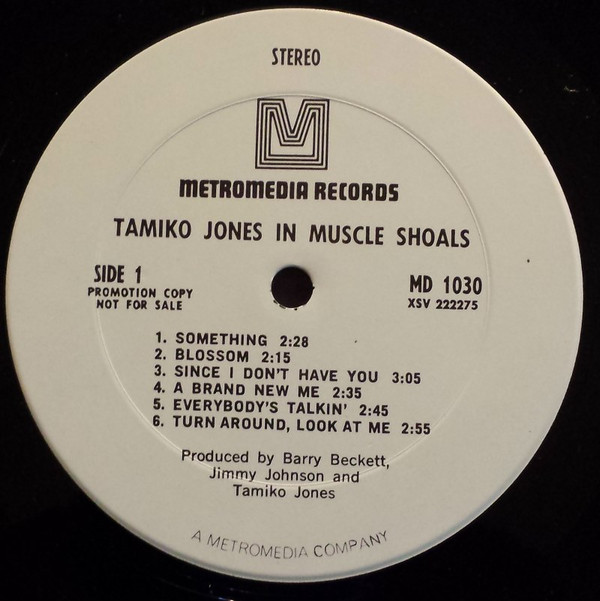 STEREO
METROMEDIA RECORDS
TAMIKO JONES IN MUSCLE SHOALS
SIDE 1
PROMOTION COPY
NOT FOR SALE
MD 1030
XSV 222275
1. SOMETHING 2:28
2. BLOSSOM 2:15
3. SINCE I DON'T HAVE YOU 3:05
4. A BRAND NEW ME 2:35
5. EVERYBODY'S TALKIN' 2:45
6. TURN AROUND, LOOK AT ME 2:55
Produced by Barry Beckett,
Jimmy Johnson and
Tamiko Jones
A METROMEDIA COMPANY